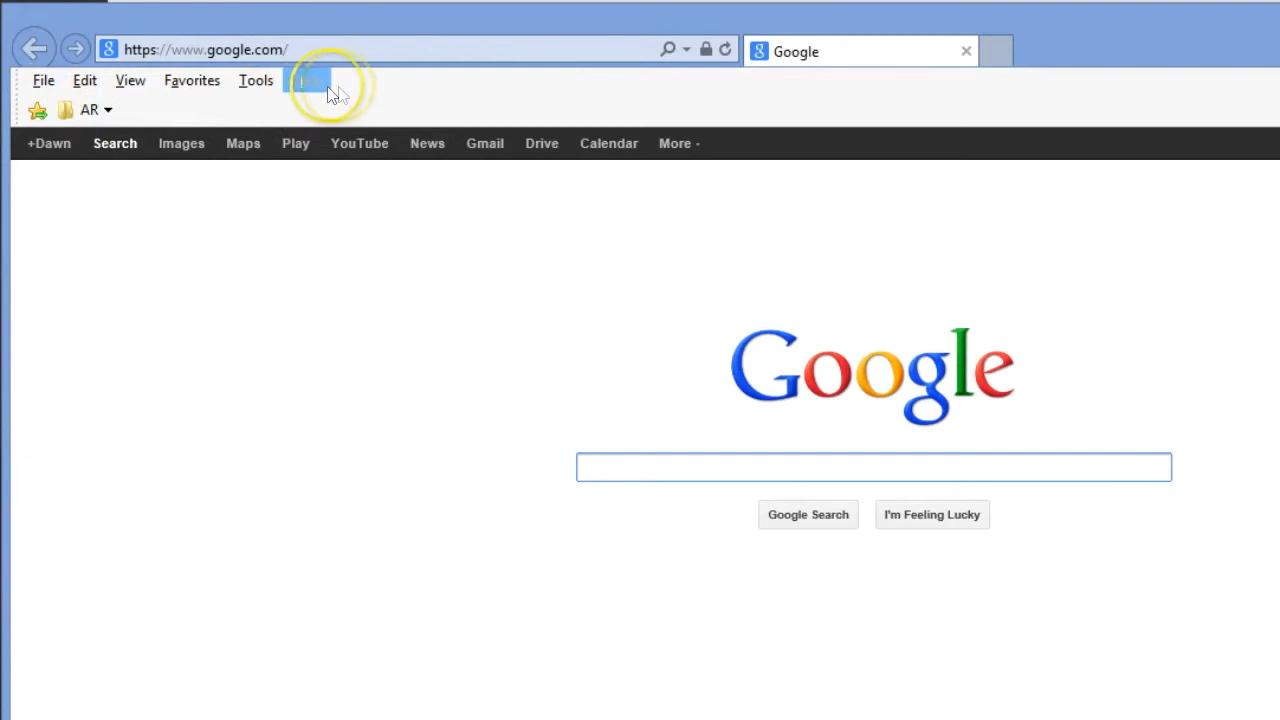 https://www.google.com/
Google
File Edit View Favorites Tools
AR
+Dawn Search Images Maps Play YouTube News Gmail Drive Calendar More
Google
Google Search I'm Feeling Lucky